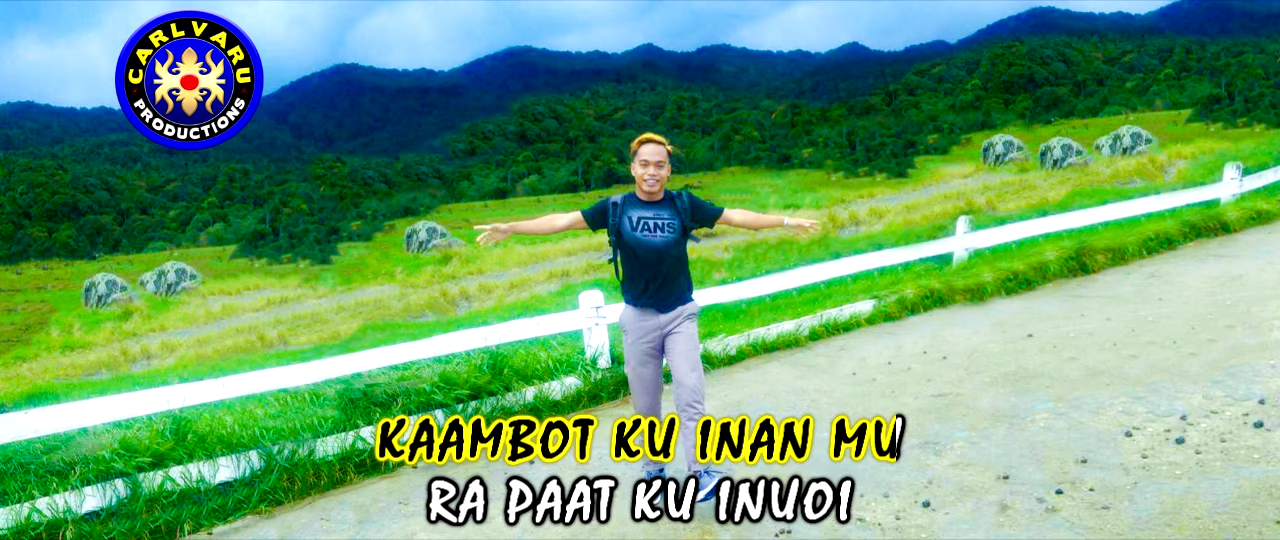 CARLVARU
PRODUCTIONS
VANS
KAAMBOT KU INAN MU
RA PAAT KU INUOI